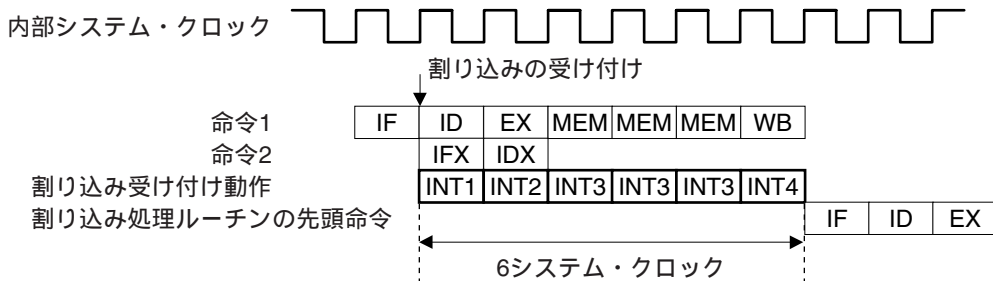 内部システム・クロック
割り込みの受け付け
命令1 IF ID EX MEM MEM MEM WB
命令2 IFX IDX
割り込み受け付け動作 INT1 INT2 INT3 INT3 INT3 INT4
割り込み処理ルーチンの先頭命令 IF ID EX
6システム・クロック